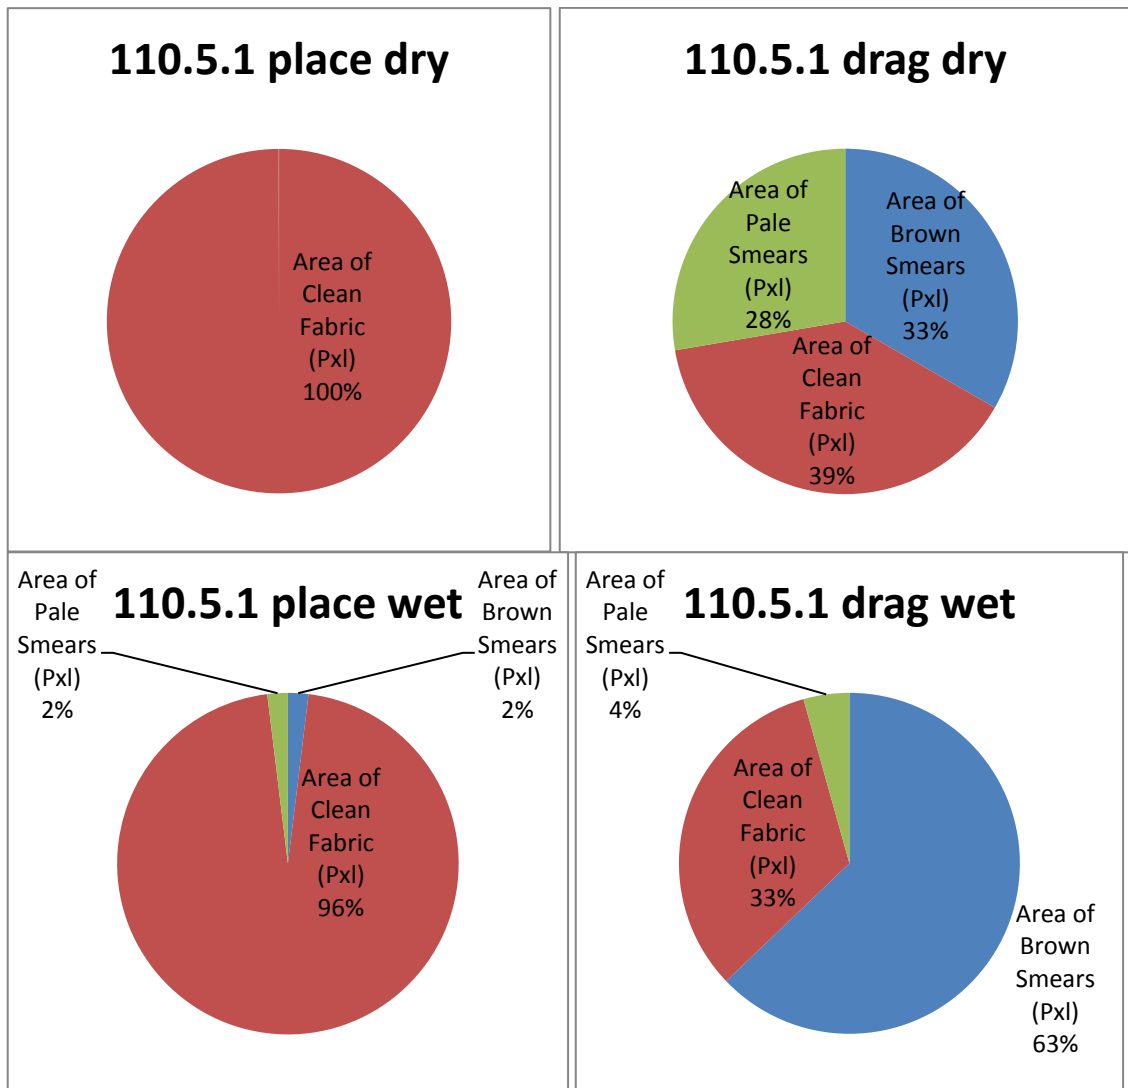 110.5.1 place dry
Area of
Clean
Fabric
(Pxl)
100%
110.5.1 drag dry
Area of
Pale
Smears
(Pxl)
28%
Area of
Brown
Smears
(Pxl)
33%
Area of
Clean
Fabric
(Pxl)
39%
110.5.1 place wet
Area of
Pale
Smears
(Pxl)
2%
Area of
Brown
Smears
(Pxl)
2%
Area of
Clean
Fabric
(Pxl)
96%
110.5.1 drag wet
Area of
Pale
Smears
(Pxl)
4%
Area of
Clean
Fabric
(Pxl)
33%
Area of
Brown
Smears
(Pxl)
63%